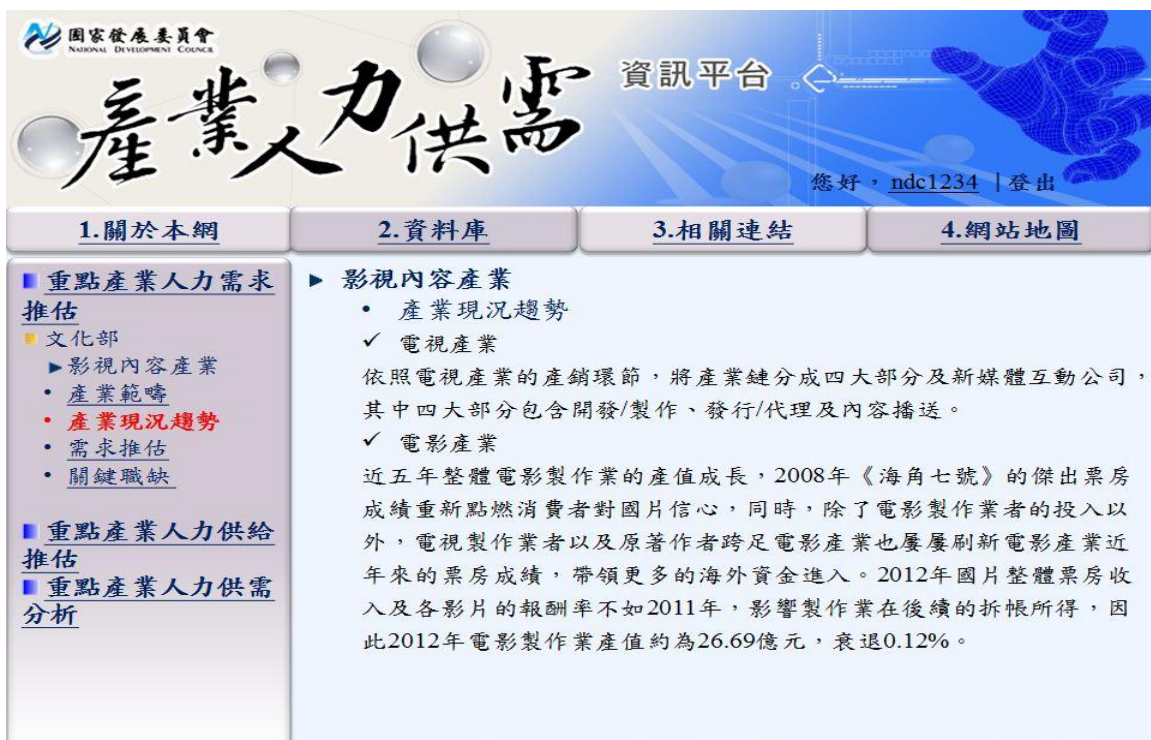 國家發展委員會
NATIONAL DEVELOPMENT COUNCIL
產業人力供需
資訊平台
您好，ndc1234 |登出
1.關於本網
2.資料庫
3.相關連結
4.網站地圖
重點產業人力需求
推估
文化部
►影視內容產業
• 產業範疇
• 產業現況趨勢
• 需求推估
• 關鍵職缺
重點產業人力供給
推估
重點產業人力供需
分析
► 影視內容產業
• 產業現況趨勢
✓ 電視產業
依照電視產業的產銷環節，將產業鏈分成四大部分及新媒體互動公司，
其中四大部分包含開發/製作、發行/代理及內容播送。
✓ 電影產業
近五年整體電影製作業的產值成長，2008年《海角七號》的傑出票房
成績重新點燃消費者對國片信心，同時，除了電影製作業者的投入以
外，電視製作業者以及原著作者跨足電影產業也屢屢刷新電影產業近
年來的票房成績，帶領更多的海外資金進入。2012年國片整體票房收
入及各影片的報酬率不如2011年，影響製作業在後續的拆帳所得，因
此2012年電影製作業產值約為26.69億元，衰退0.12%。